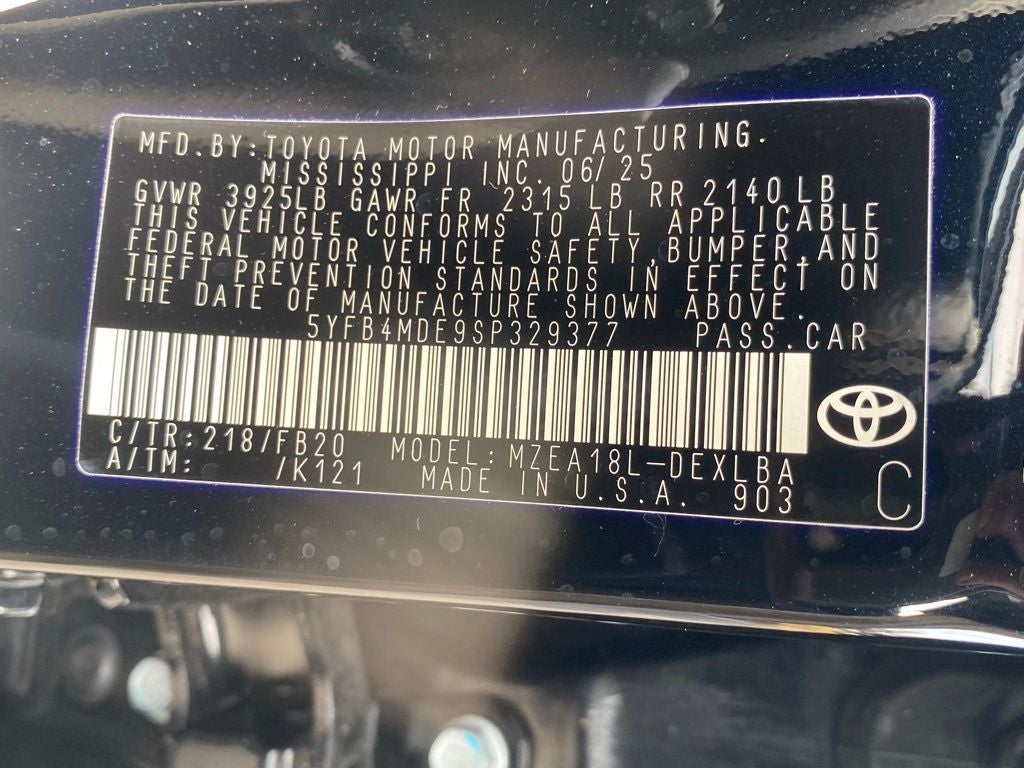 MFD.BY:TOYOTA MOTOR MANUFACTURING.
MISSISSIPPI INC. 06/25
GVWR 3925LB GAWR FR 2315 LB RR 2140 LB
THIS VEHICLE CONFORMS TO ALL APPLICABLE
FEDERAL MOTOR VEHICLE SAFETY,BUMPER,AND
THEFT PREVENTION STANDARDS IN EFFECT ON
THE DATE OF MANUFACTURE SHOWN ABOVE.
5YFB4MDE9SP329377 PASS.CAR
C/TR:218/FB20 MODEL:MZEA18L-DEXLBA
A/TM: /K121 MADE IN U.S.A. 903
C